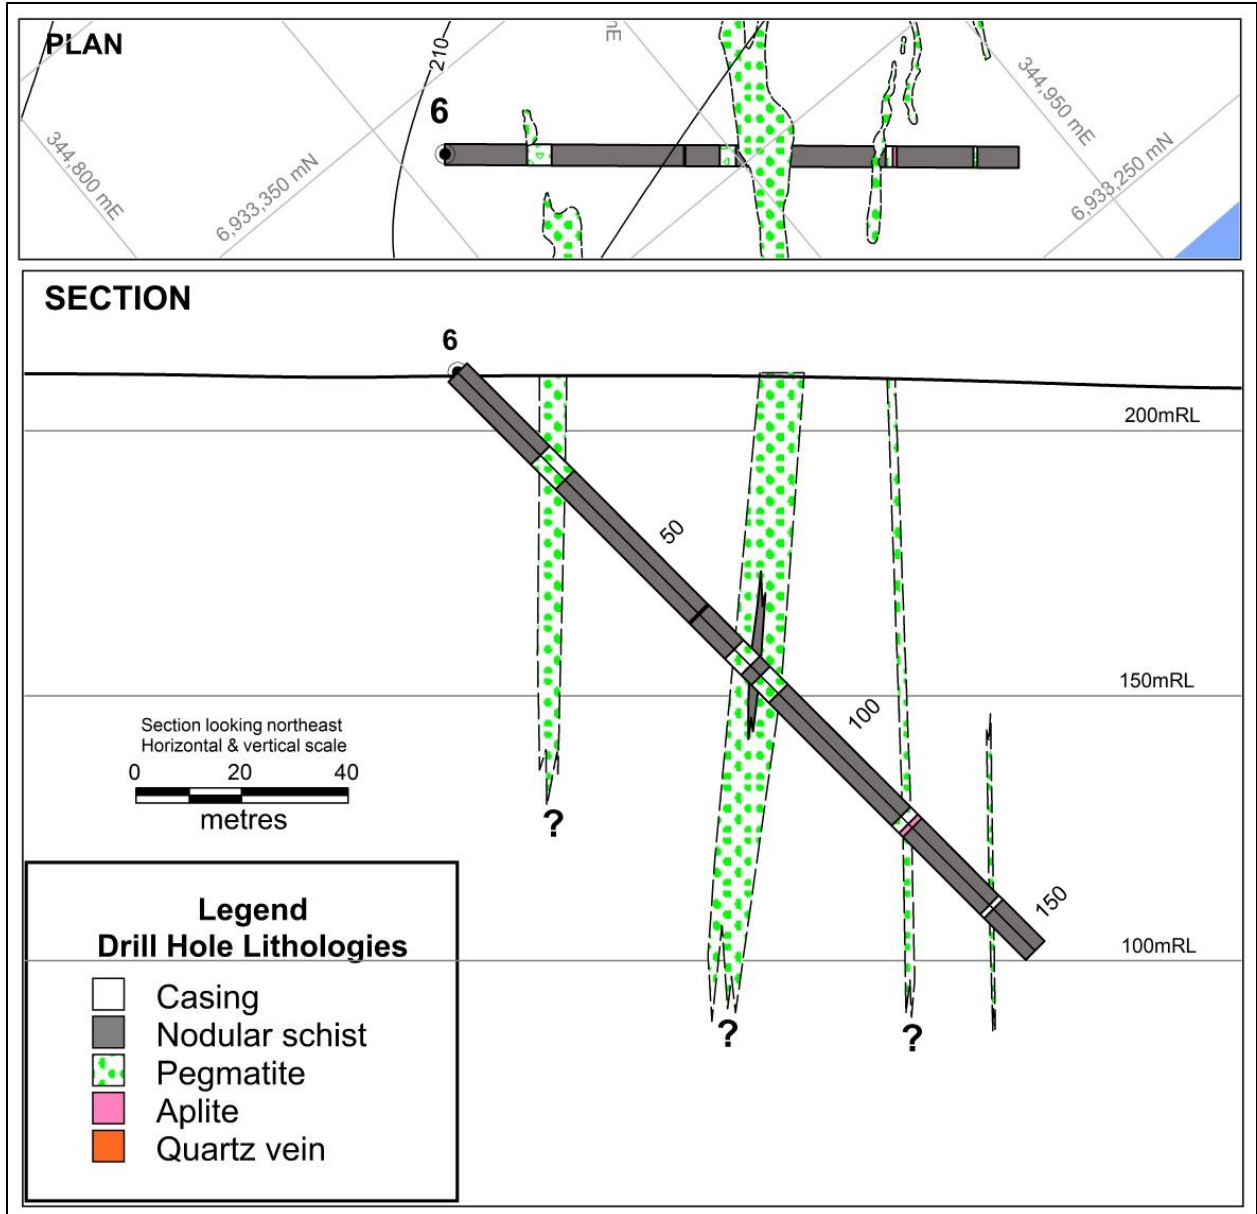 PLAN
mE
210
6
344,800 mE
6,933,350 mN
344,950 mE
6,933,250 mN
SECTION
6
200mRL
50
150mRL
100
Section looking northeast
Horizontal & vertical scale
0 20 40
metres
?
150
100mRL
?
?
Legend
Drill Hole Lithologies
Casing
Nodular schist
Pegmatite
Aplite
Quartz vein